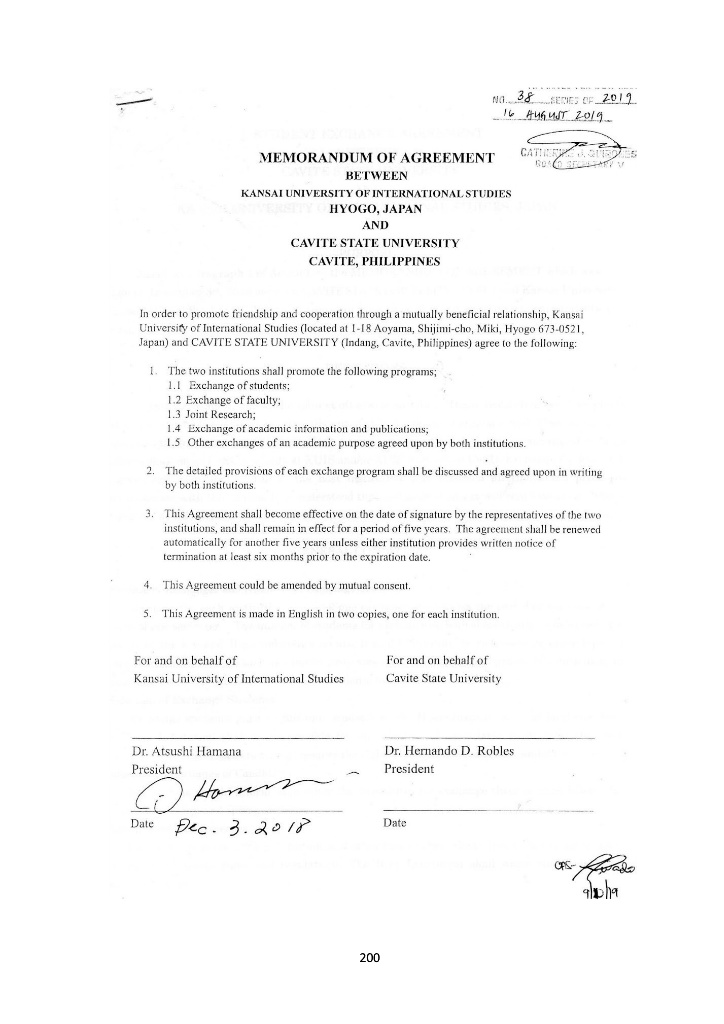 NO. 38 SERIES OF 2019
16 AUGUST 2019
MEMORANDUM OF AGREEMENT
BETWEEN
KANSAI UNIVERSITY OF INTERNATIONAL STUDIES
HYOGO, JAPAN
AND
CAVITE STATE UNIVERSITY
CAVITE, PHILIPPINES
In order to promote friendship and cooperation through a mutually beneficial relationship, Kansai
University of International Studies (located at 1-18 Aoyama, Shijimi-cho, Miki, Hyogo 673-0521,
Japan) and CAVITE STATE UNIVERSITY (Indang, Cavite, Philippines) agree to the following:
1. The two institutions shall promote the following programs;
1.1 Exchange of students;
1.2 Exchange of faculty;
1.3 Joint Research;
1.4 Exchange of academic information and publications;
1.5 Other exchanges of an academic purpose agreed upon by both institutions.
2. The detailed provisions of each exchange program shall be discussed and agreed upon in writing
by both institutions.
3. This Agreement shall become effective on the date of signature by the representatives of the two
institutions, and shall remain in effect for a period of five years. The agreement shall be renewed
automatically for another five years unless either institution provides written notice of
termination at least six months prior to the expiration date.
4. This Agreement could be amended by mutual consent.
5. This Agreement is made in English in two copies, one for each institution.
For and on behalf of
Kansai University of International Studies
For and on behalf of
Cavite State University
Dr. Atsushi Hamana
President
Date Dec. 3. 2018
Dr. Hernando D. Robles
President
Date
200